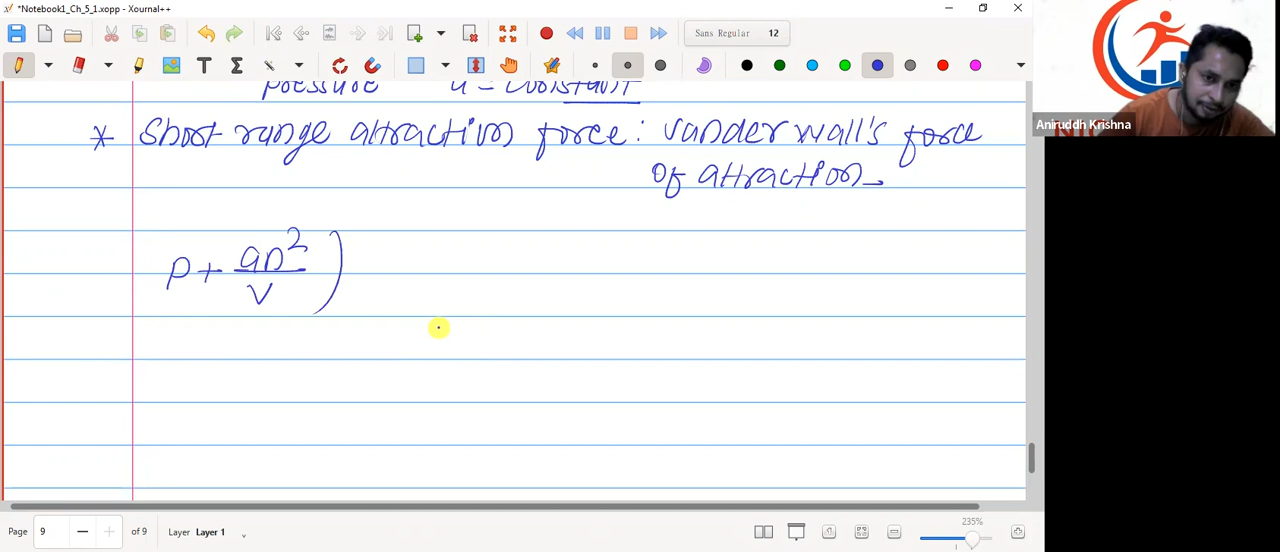 *Notebook1_Ch_5_1.xopp - Xournal++
Sans Regular 12
pressure a = constant
* Short range attraction force : vander wall's force
of attraction
P + an²/V )
Aniruddh Krishna
Page 9 of 9 Layer Layer 1
235%